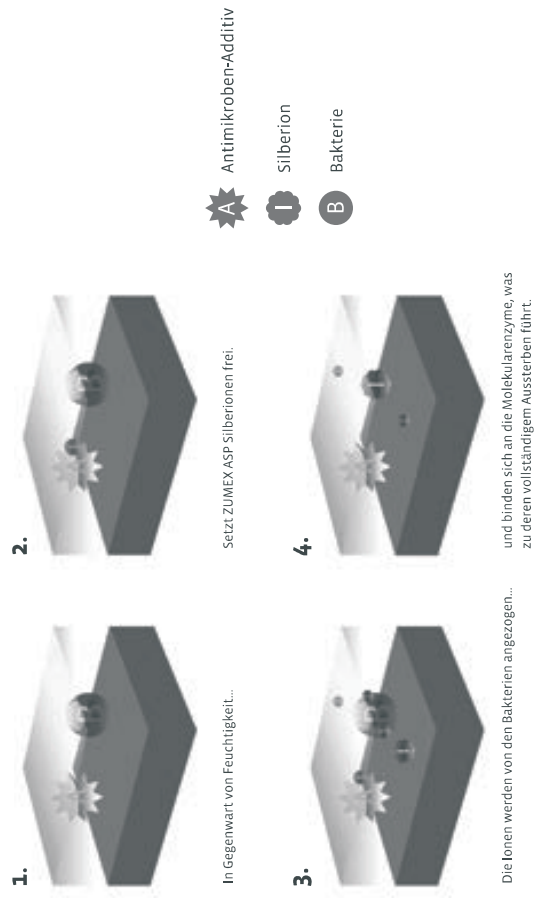 1.
In Gegenwart von Feuchtigkeit...
2.
Setzt ZUMEX ASP Silberionen frei.
3.
Die Ionen werden von den Bakterien angezogen...
4.
und binden sich an die Molekularenzyme, was
zu deren vollständigem Aussterben führt.
A Antimikroben-Additiv
I Silberion
B Bakterie